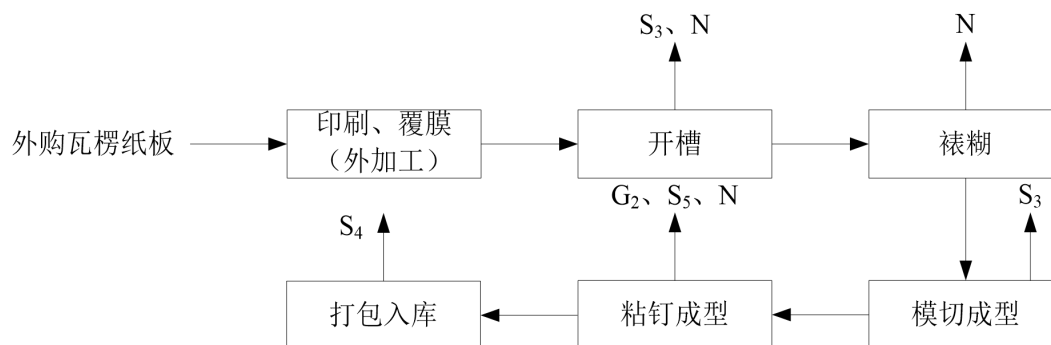 S₃、N
N
外购瓦楞纸板
印刷、覆膜
（外加工）
开槽
裱糊
G₂、S₅、N
S₃
S₄
打包入库
粘钉成型
模切成型